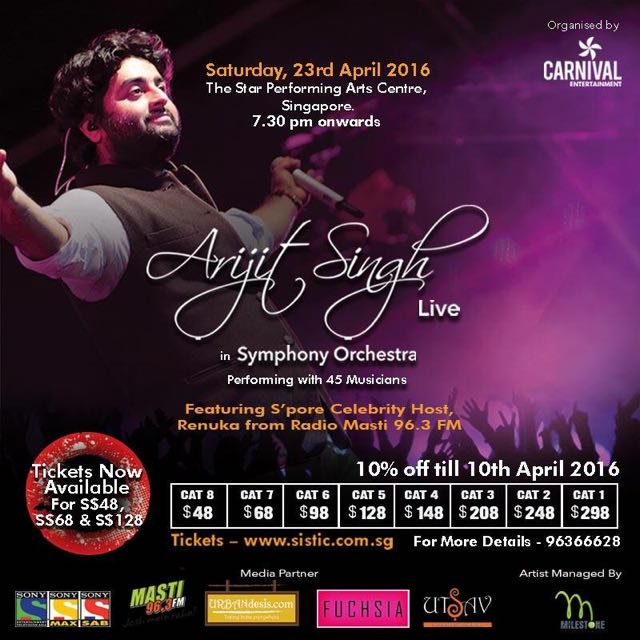 Organised by
CARNIVAL
ENTERTAINMENT
Saturday, 23rd April 2016
The Star Performing Arts Centre,
Singapore.
7.30 pm onwards
Arijit Singh
Live
in Symphony Orchestra
Performing with 45 Musicians
Featuring S'pore Celebrity Host,
Renuka from Radio Masti 96.3 FM
Tickets Now
Available
For S$48,
S$68 & S$128
10% off till 10th April 2016
CAT 8 CAT 7 CAT 6 CAT 5 CAT 4 CAT 3 CAT 2 CAT 1
$48 $68 $98 $128 $148 $208 $248 $298
Tickets – www.sistic.com.sg For More Details - 96366628
Media Partner
Artist Managed By
SONY SONY SONY
MAX SAB
MASTI
96.3 FM
URBANdesis.com
FUCHSIA
UTSAV
m
MILESTONE